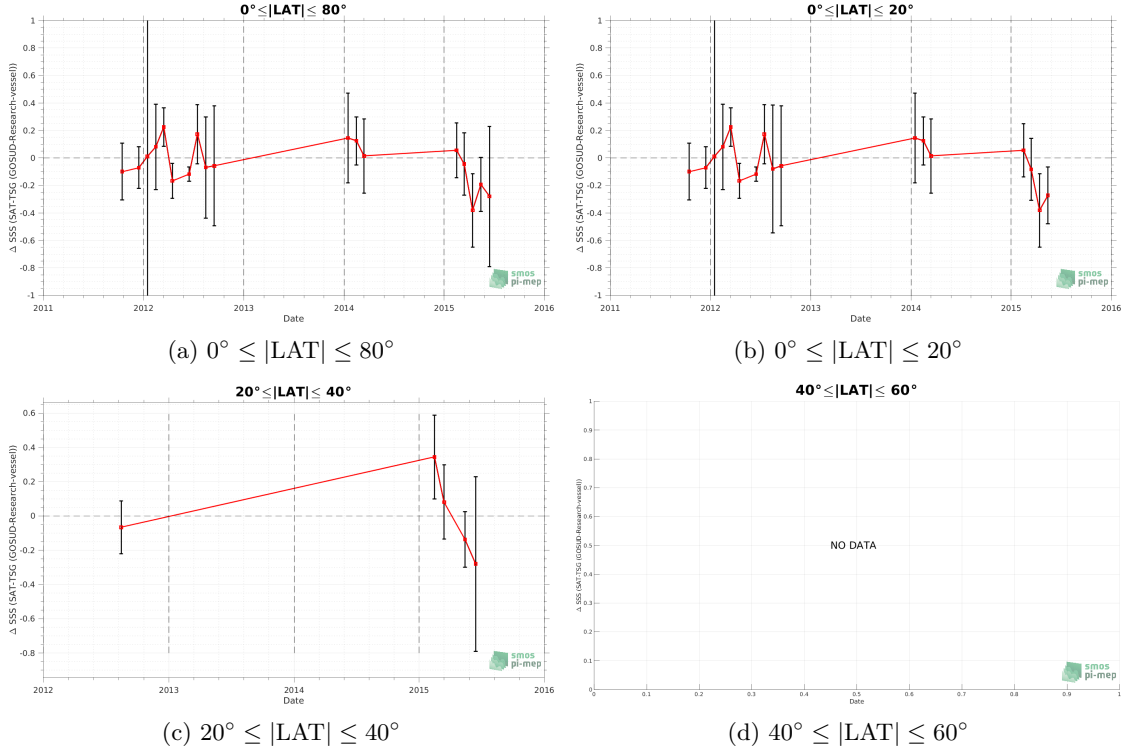 0°≤|LAT|≤ 80°
Δ SSS (SAT-TSG (GOSUD-Research-vessel))
1
0.8
0.6
0.4
0.2
0
-0.2
-0.4
-0.6
-0.8
-1
2011 2012 2013 2014 2015 2016
Date
smos
pi-mep
(a) 0° ≤ |LAT| ≤ 80°
0°≤|LAT|≤ 20°
Δ SSS (SAT-TSG (GOSUD-Research-vessel))
1
0.8
0.6
0.4
0.2
0
-0.2
-0.4
-0.6
-0.8
-1
2011 2012 2013 2014 2015 2016
Date
smos
pi-mep
(b) 0° ≤ |LAT| ≤ 20°
20°≤|LAT|≤ 40°
Δ SSS (SAT-TSG (GOSUD-Research-vessel))
0.6
0.4
0.2
0
-0.2
-0.4
-0.6
-0.8
2012 2013 2014 2015 2016
Date
smos
pi-mep
(c) 20° ≤ |LAT| ≤ 40°
40°≤|LAT|≤ 60°
Δ SSS (SAT-TSG (GOSUD-Research-vessel))
1
0.9
0.8
0.7
0.6
0.5
0.4
0.3
0.2
0.1
0
NO DATA
0 0.1 0.2 0.3 0.4 0.5 0.6 0.7 0.8 0.9 1
Date
smos
pi-mep
(d) 40° ≤ |LAT| ≤ 60°